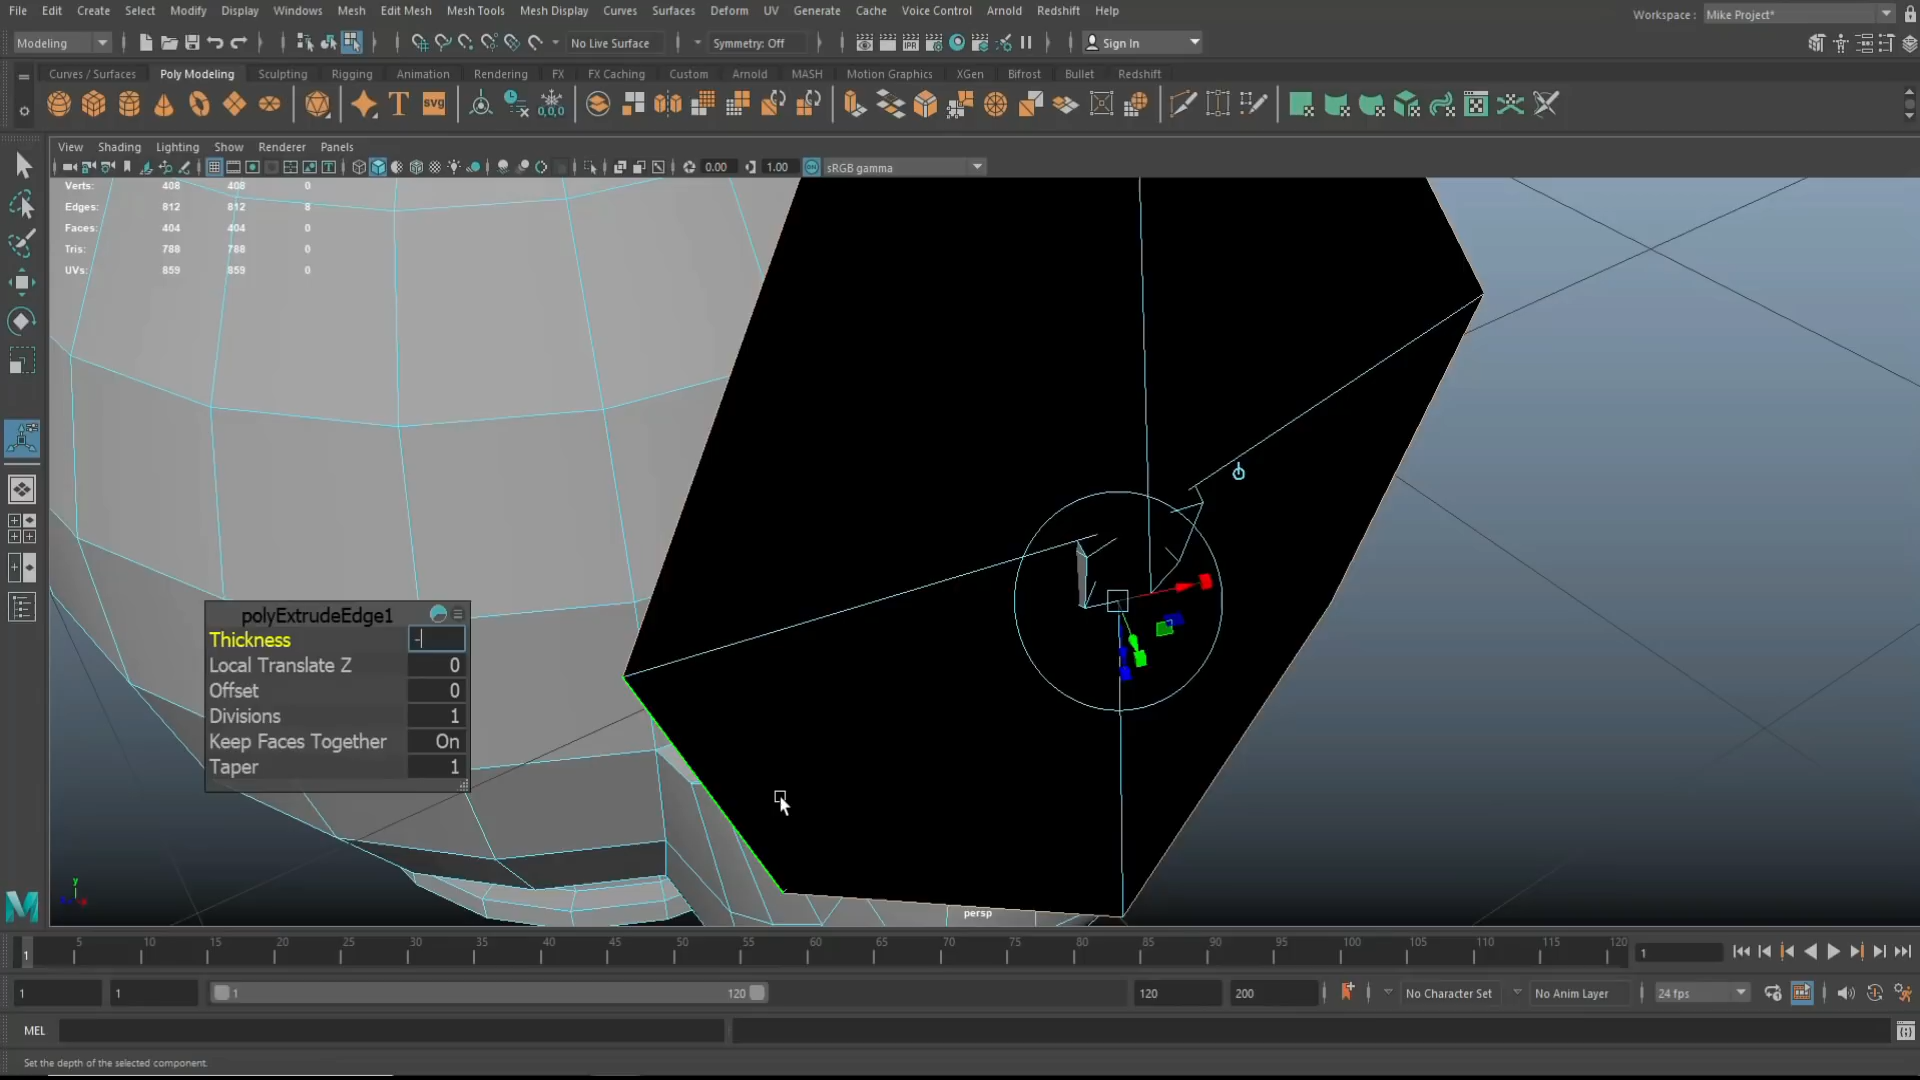 File Edit Create Select Modify Display Windows Mesh Edit Mesh Mesh Tools Mesh Display Curves Surfaces Deform UV Generate Cache Voice Control Arnold Redshift Help
Workspace : Mike Project*
Modeling No Live Surface Symmetry: Off Sign In
Curves / Surfaces Poly Modeling Sculpting Rigging Animation Rendering FX FX Caching Custom Arnold MASH Motion Graphics XGen Bifrost Bullet Arnold Redshift
T SVG 0,0,0
View Shading Lighting Show Renderer Panels
0.00 1.00 sRGB gamma
Verts: 408 408 0
Edges: 812 812 8
Faces: 404 404 0
Tris: 788 788 0
UVs: 859 859 0
polyExtrudeEdge1
Thickness -
Local Translate Z 0
Offset 0
Divisions 1
Keep Faces Together On
Taper 1
y
persp
1 5 10 15 20 25 30 35 40 45 50 55 60 65 70 75 80 85 90 95 100 105 110 115 120 1
1 1 1 120 120 200 No Character Set No Anim Layer 24 fps
MEL
Set the depth of the selected component.